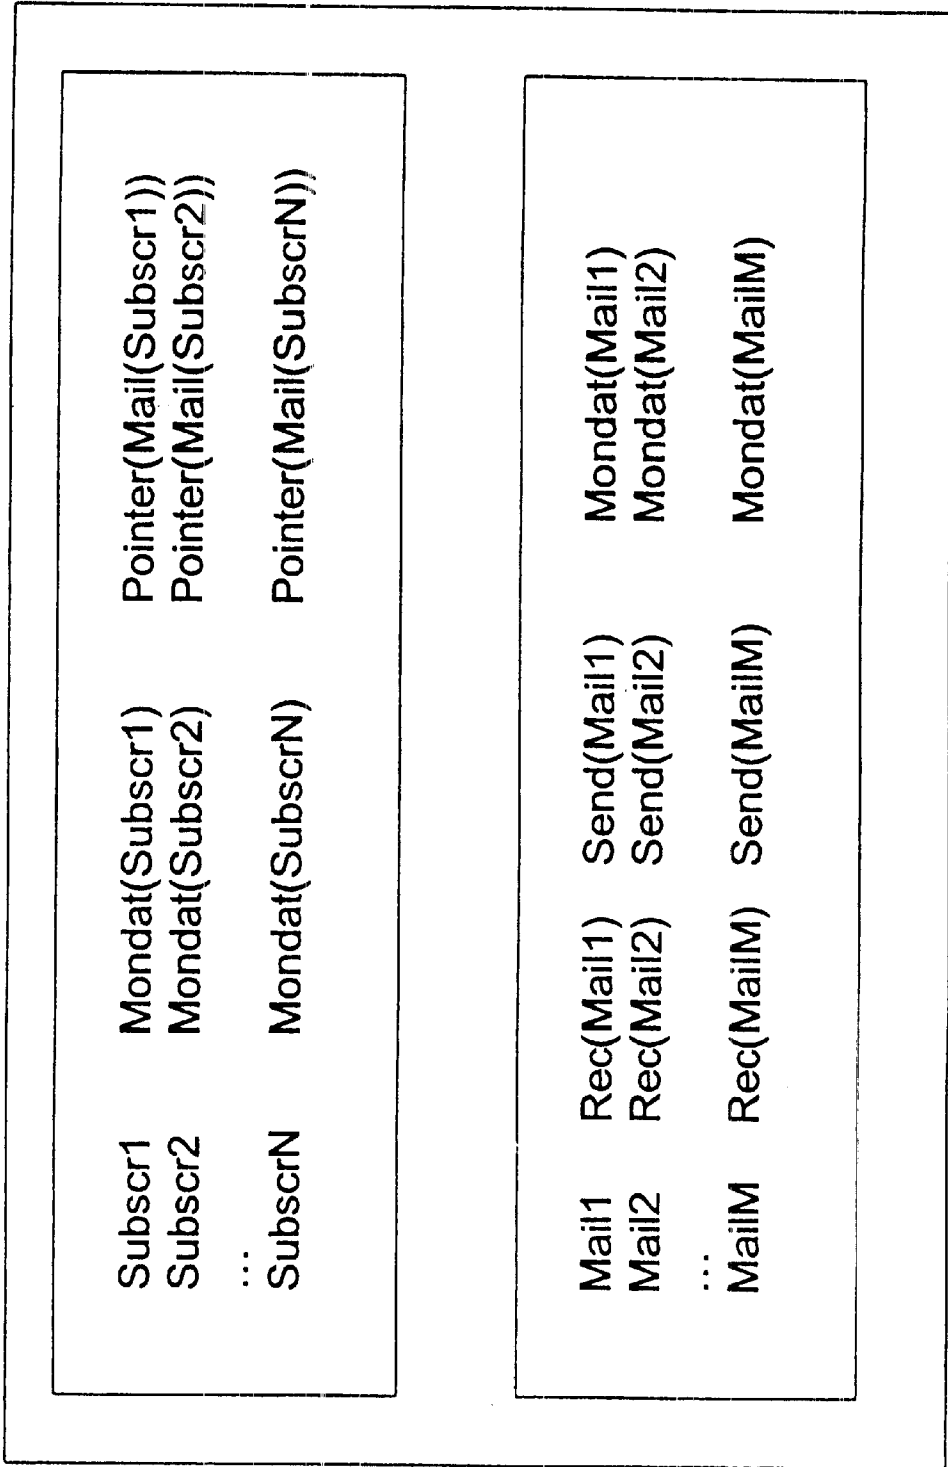 Subscr1 Mondat(Subscr1) Pointer(Mail(Subscr1))
Subscr2 Mondat(Subscr2) Pointer(Mail(Subscr2))
...
SubscrN Mondat(SubscrN) Pointer(Mail(SubscrN))
Mail1 Rec(Mail1) Send(Mail1) Mondat(Mail1)
Mail2 Rec(Mail2) Send(Mail2) Mondat(Mail2)
...
MailM Rec(MailM) Send(MailM) Mondat(MailM)